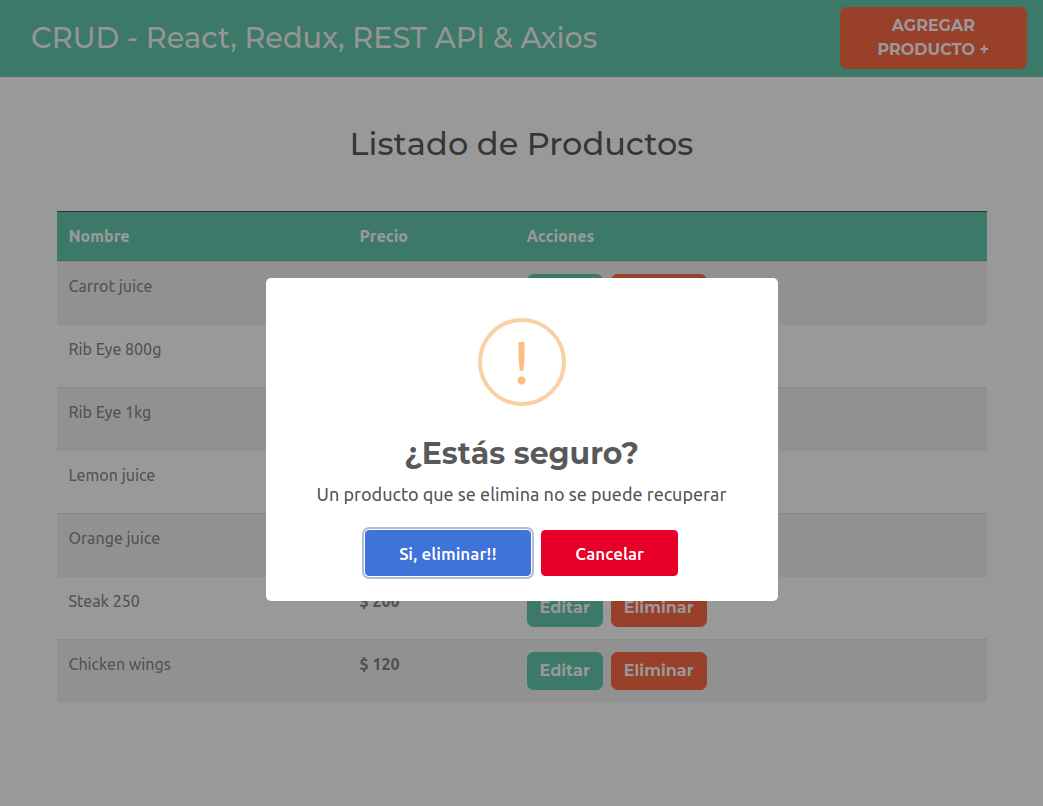 CRUD - React, Redux, REST API & Axios
AGREGAR
PRODUCTO +
Listado de Productos
Nombre Precio Acciones
Carrot juice
Rib Eye 800g
Rib Eye 1kg
Lemon juice
Orange juice
Steak 250 $ 200 Editar Eliminar
Chicken wings $ 120 Editar Eliminar
!
¿Estás seguro?
Un producto que se elimina no se puede recuperar
Si, eliminar!! Cancelar